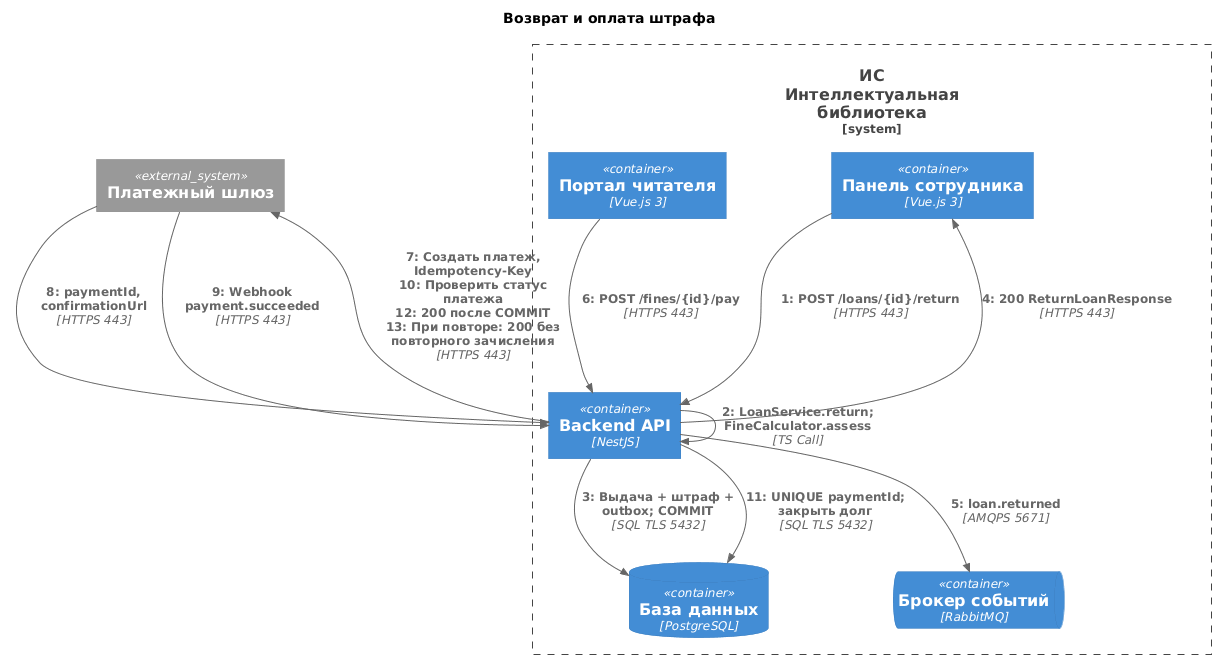 Возврат и оплата штрафа
ИС
Интеллектуальная
библиотека
[system]
«external_system»
Платежный шлюз
«container»
Портал читателя
[Vue.js 3]
«container»
Панель сотрудника
[Vue.js 3]
8: paymentId,
confirmationUrl
[HTTPS 443]
9: Webhook
payment.succeeded
[HTTPS 443]
7: Создать платеж,
Idempotency-Key
10: Проверить статус
платежа
12: 200 после COMMIT
13: При повторе: 200 без
повторного зачисления
[HTTPS 443]
6: POST /fines/{id}/pay
[HTTPS 443]
1: POST /loans/{id}/return
[HTTPS 443]
4: 200 ReturnLoanResponse
[HTTPS 443]
«container»
Backend API
[NestJS]
2: LoanService.return;
FineCalculator.assess
[TS Call]
3: Выдача + штраф +
outbox; COMMIT
[SQL TLS 5432]
11: UNIQUE paymentId;
закрыть долг
[SQL TLS 5432]
5: loan.returned
[AMQPS 5671]
«container»
База данных
[PostgreSQL]
«container»
Брокер событий
[RabbitMQ]